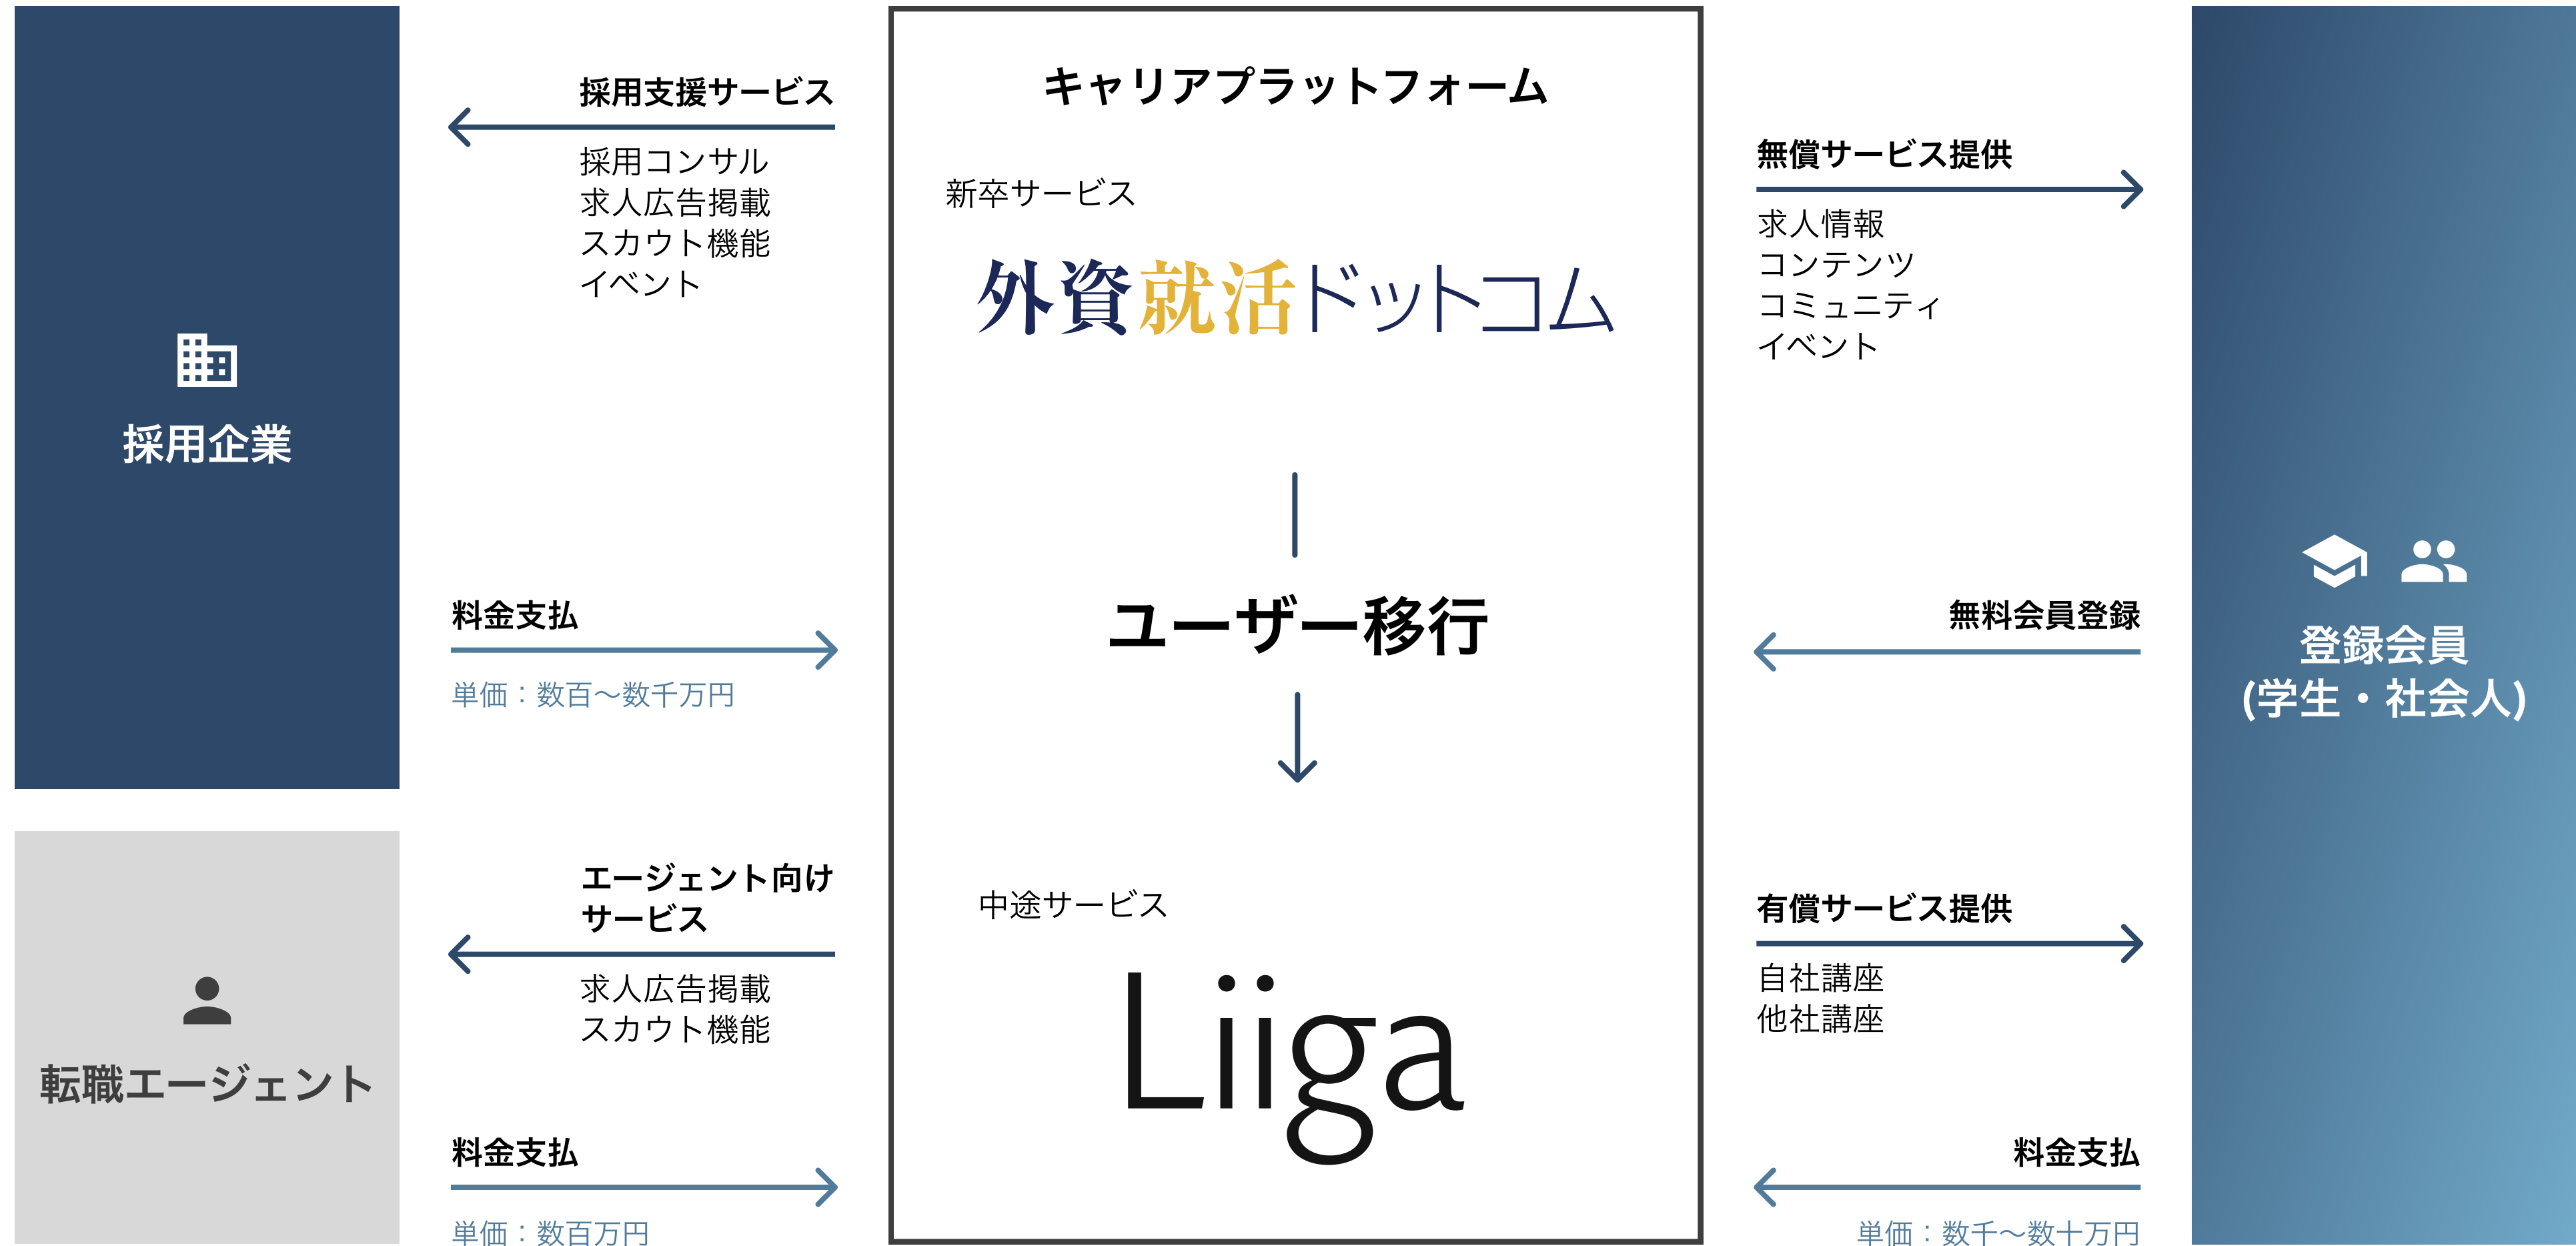 採用企業
転職エージェント
採用支援サービス
採用コンサル
求人広告掲載
スカウト機能
イベント
料金支払
単価：数百〜数千万円
エージェント向け
サービス
求人広告掲載
スカウト機能
料金支払
単価：数百万円
キャリアプラットフォーム
新卒サービス
外資就活ドットコム
ユーザー移行
中途サービス
Liiga
無償サービス提供
求人情報
コンテンツ
コミュニティ
イベント
無料会員登録
有償サービス提供
自社講座
他社講座
料金支払
単価：数千〜数十万円
登録会員
(学生・社会人)